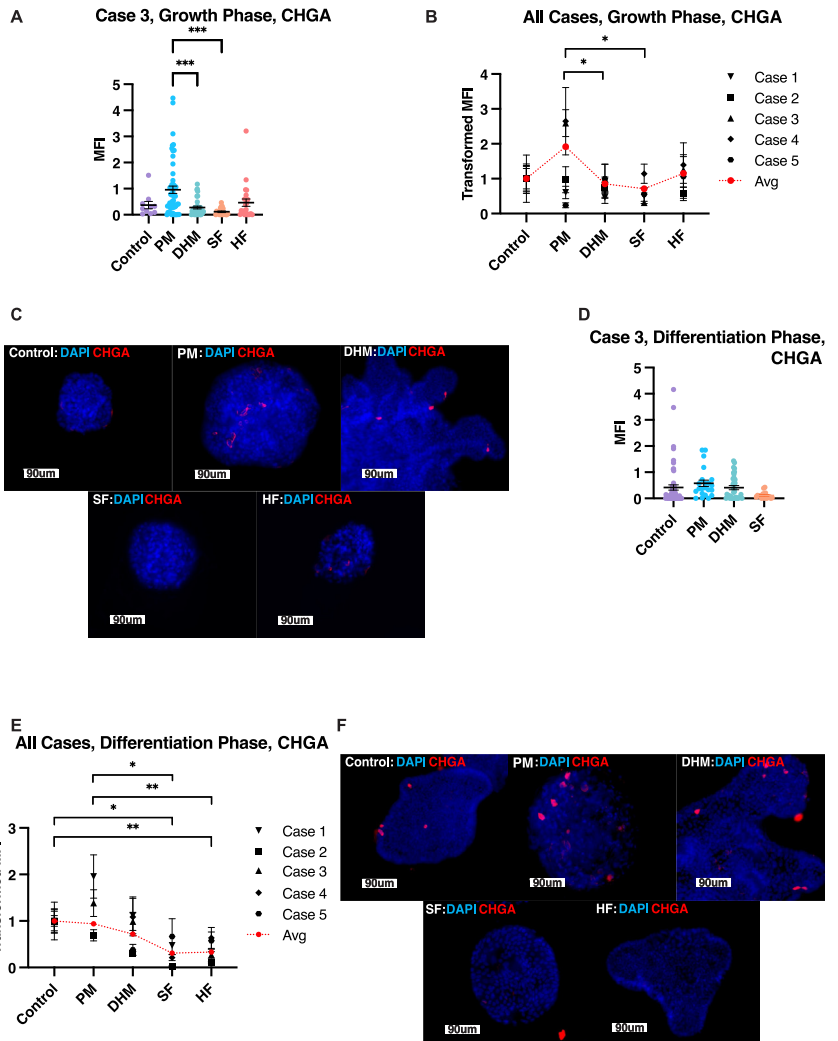 A
Case 3, Growth Phase, CHGA
***
***
MFI
5
4
3
2
1
0
Control
PM
DHM
SF
HF
B
All Cases, Growth Phase, CHGA
*
*
Transformed MFI
4
3
2
1
0
Control
PM
DHM
SF
HF
Case 1
Case 2
Case 3
Case 4
Case 5
Avg
C
Control: DAPI CHGA
90um
PM: DAPI CHGA
90um
DHM:DAPI CHGA
90um
SF:DAPICHGA
90um
HF:DAPICHGA
90um
D
Case 3, Differentiation Phase,
CHGA
MFI
5
4
3
2
1
0
Control
PM
DHM
SF
E
All Cases, Differentiation Phase, CHGA
*
**
*
**
3
2
1
0
Control
PM
DHM
SF
HF
Case 1
Case 2
Case 3
Case 4
Case 5
Avg
F
Control: DAPI CHGA
90um
PM:DAPI CHGA
90um
DHM:DAPI CHGA
90um
SF:DAPI CHGA
90um
HF:DAPI CHGA
90um